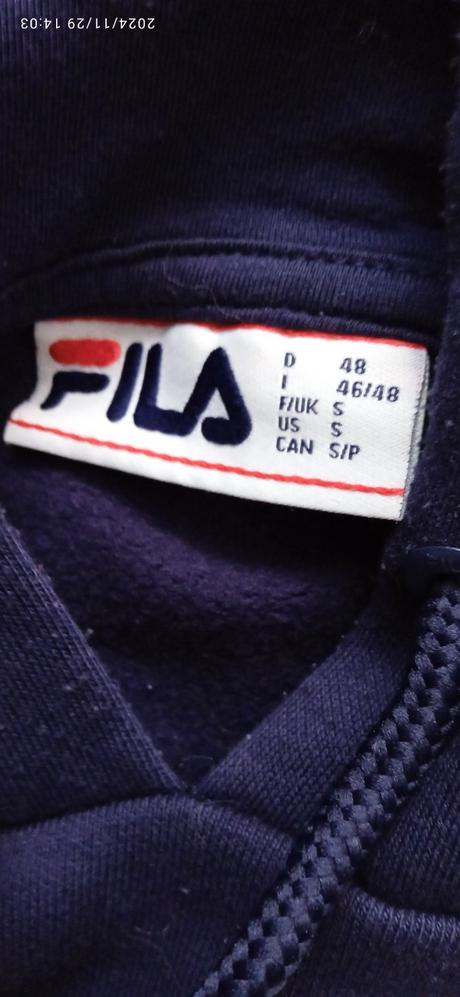 2024/11/29 14:03
FILA
D 48
I 46/48
F/UK S
US S
CAN S/P